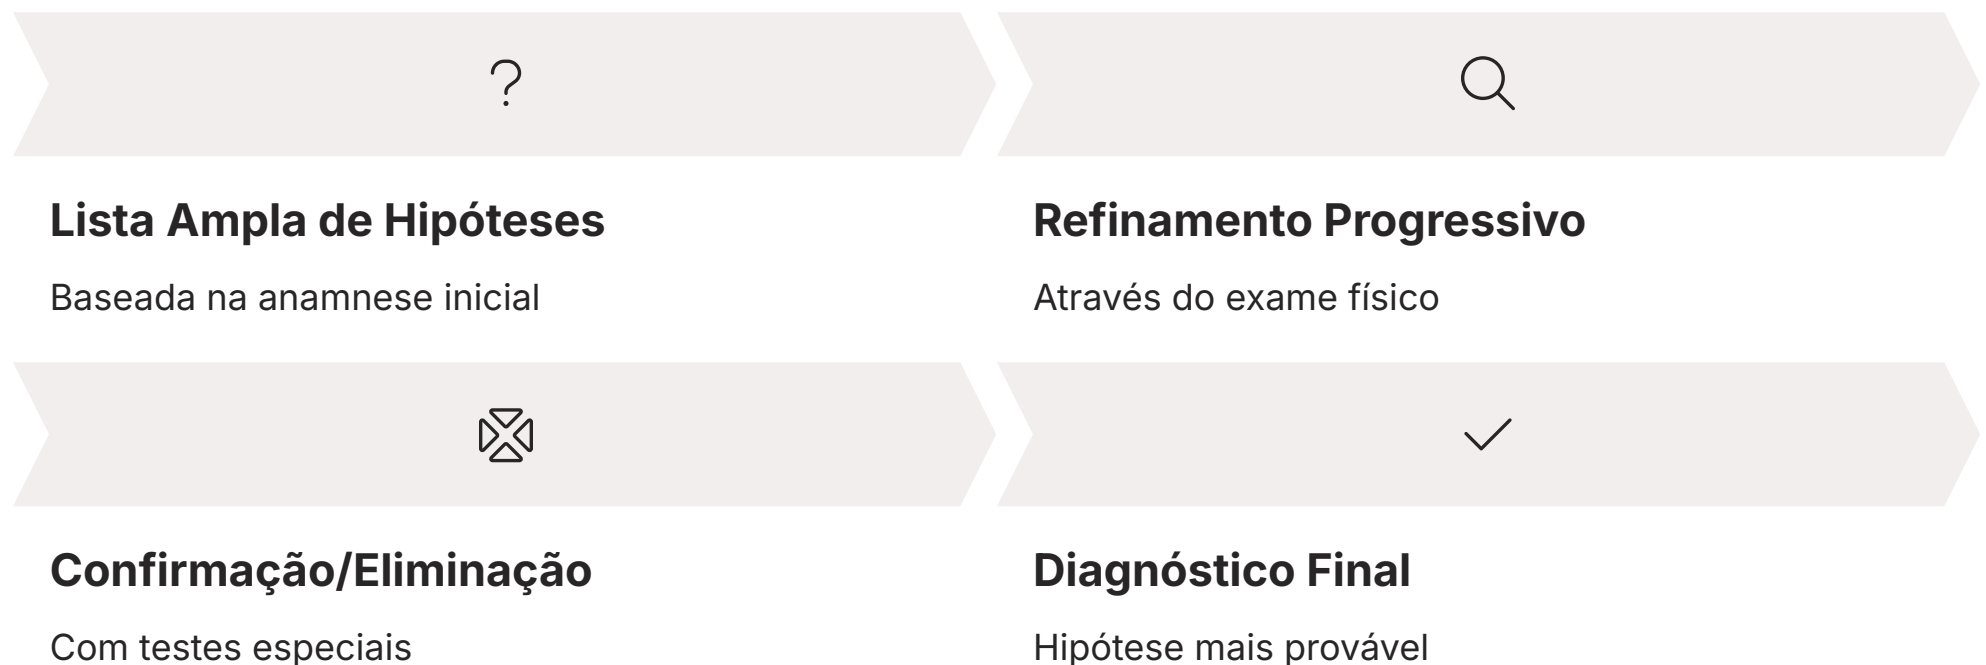 Lista Ampla de Hipóteses
Baseada na anamnese inicial
Refinamento Progressivo
Através do exame físico
Confirmação/Eliminação
Com testes especiais
Diagnóstico Final
Hipótese mais provável